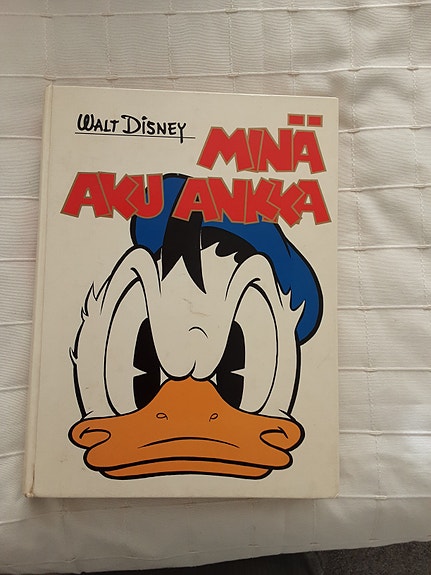 WALT DISNEY
MINÄ
AKU ANKKA